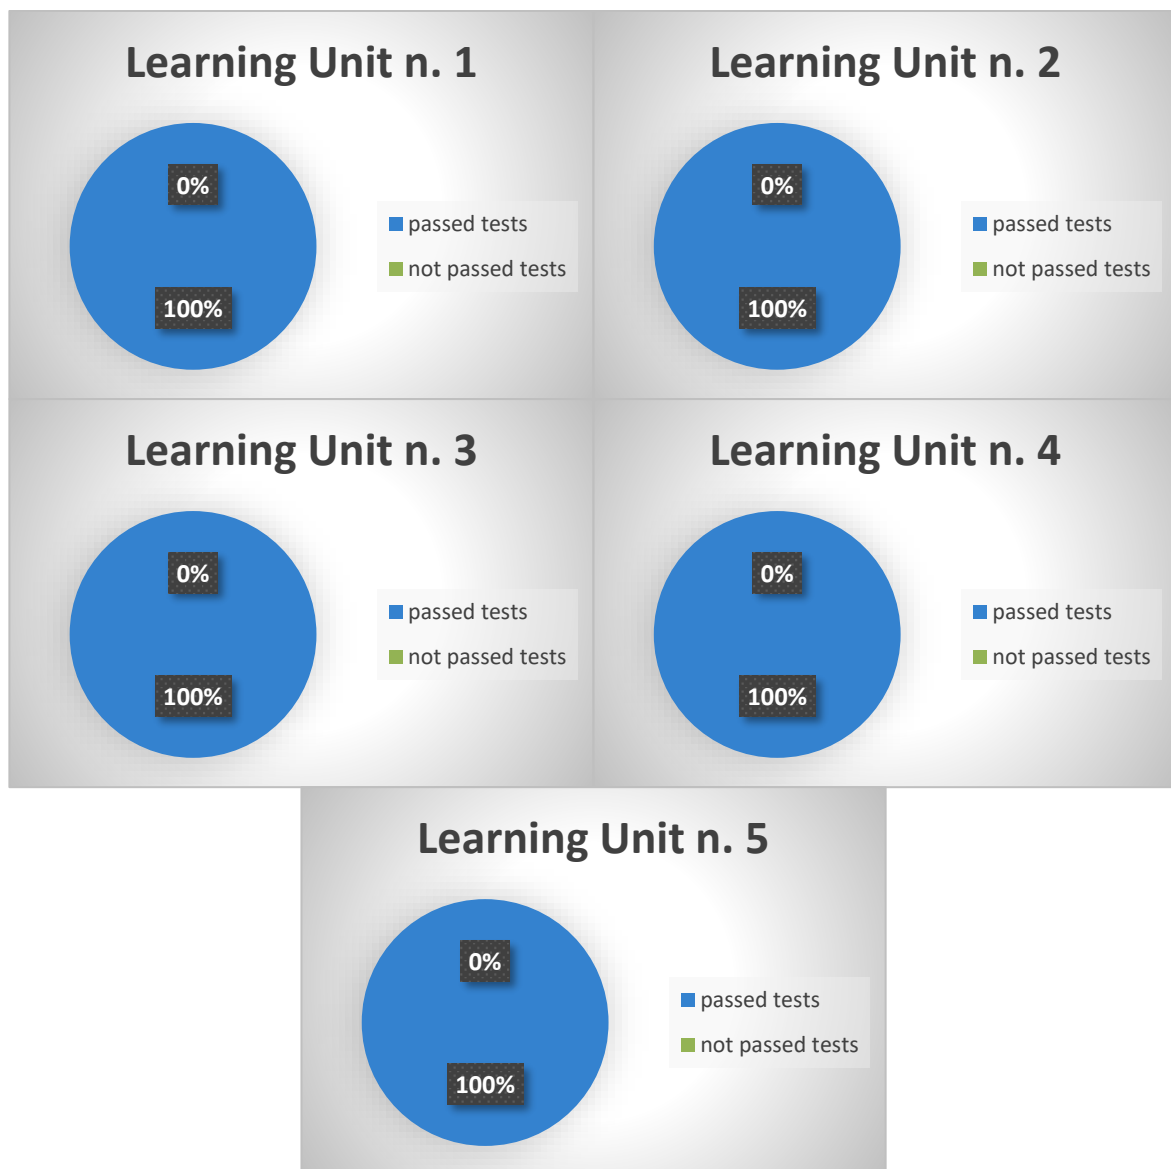 Learning Unit n. 1
0%
100%
passed tests
not passed tests
Learning Unit n. 2
0%
100%
passed tests
not passed tests
Learning Unit n. 3
0%
100%
passed tests
not passed tests
Learning Unit n. 4
0%
100%
passed tests
not passed tests
Learning Unit n. 5
0%
100%
passed tests
not passed tests